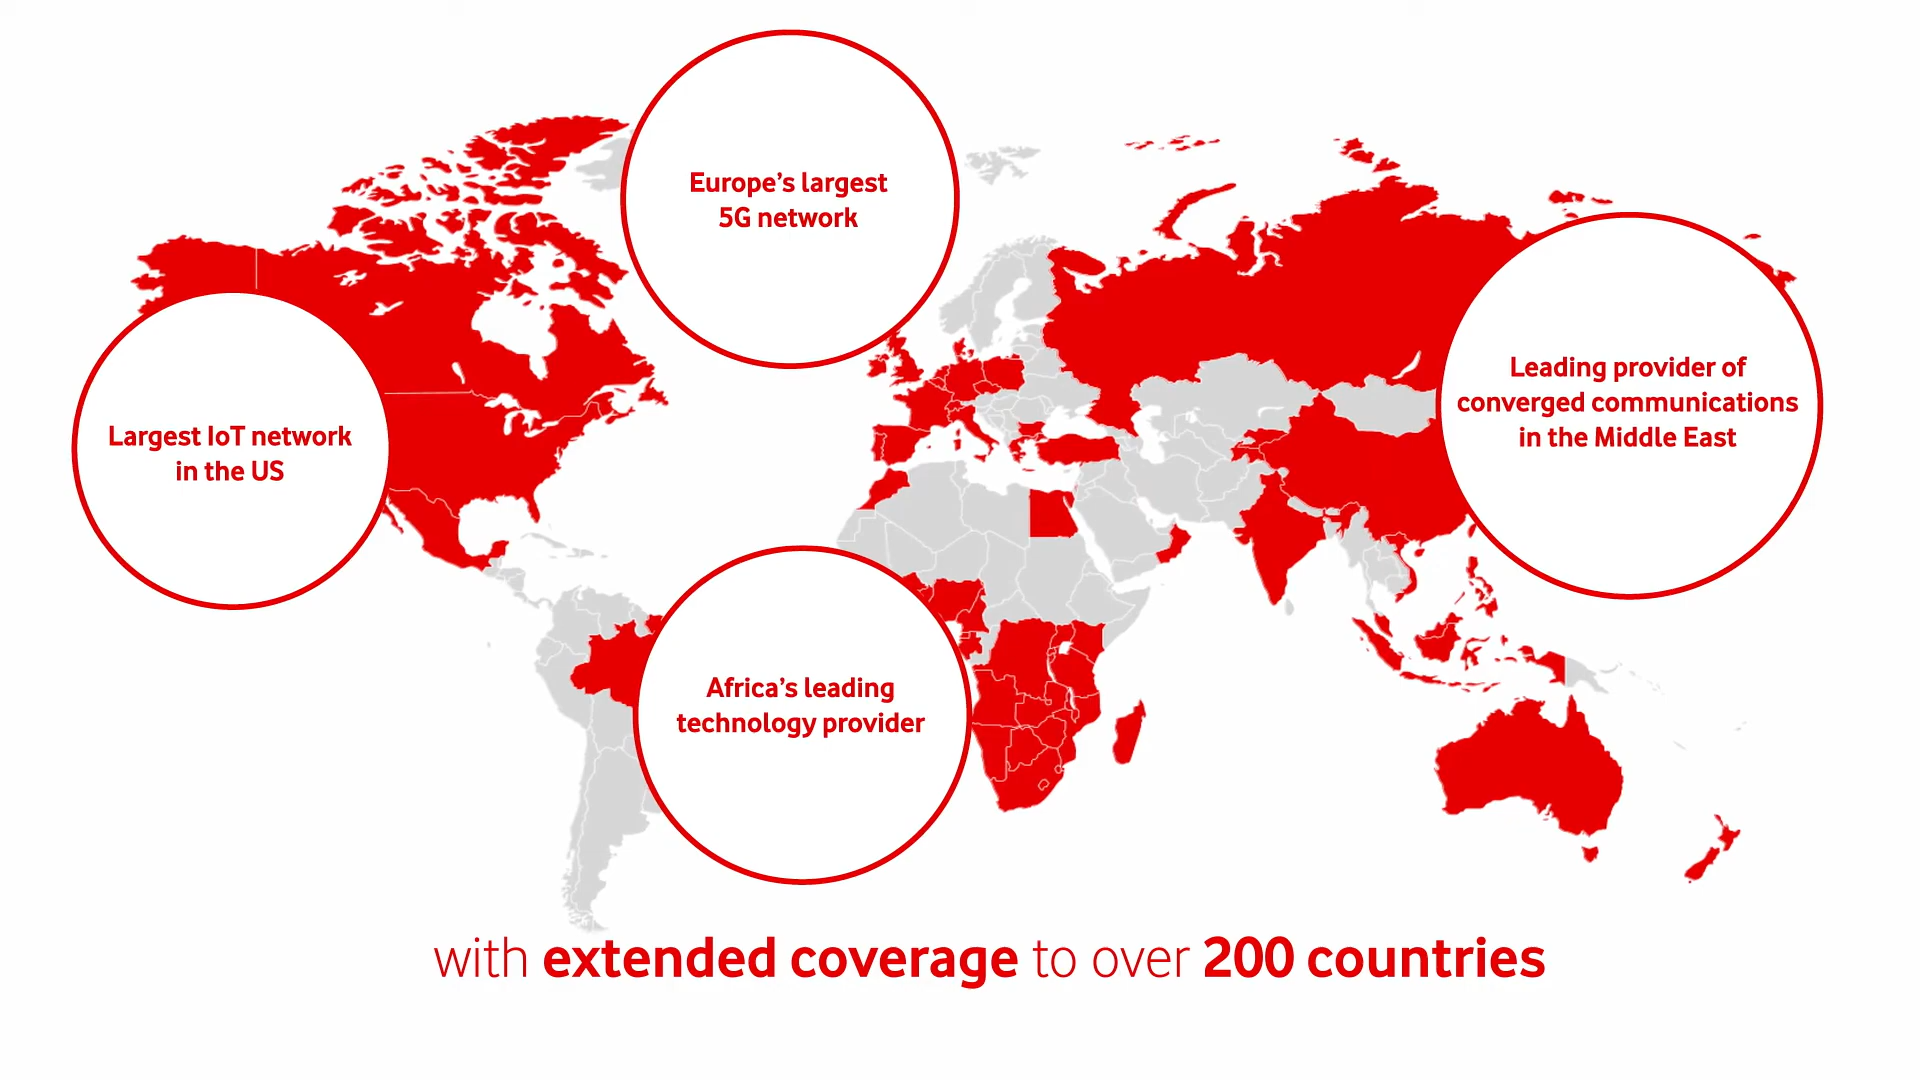 Europe’s largest
5G network
Largest IoT network
in the US
Leading provider of
converged communications
in the Middle East
Africa’s leading
technology provider
with extended coverage to over 200 countries